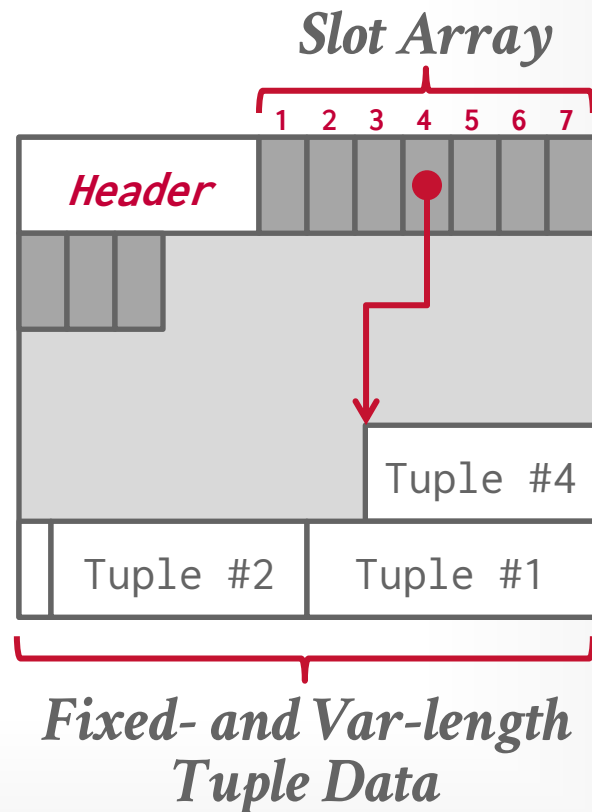 Slot Array
1 2 3 4 5 6 7
Header
Tuple #4
Tuple #2 Tuple #1
Fixed- and Var-length
Tuple Data